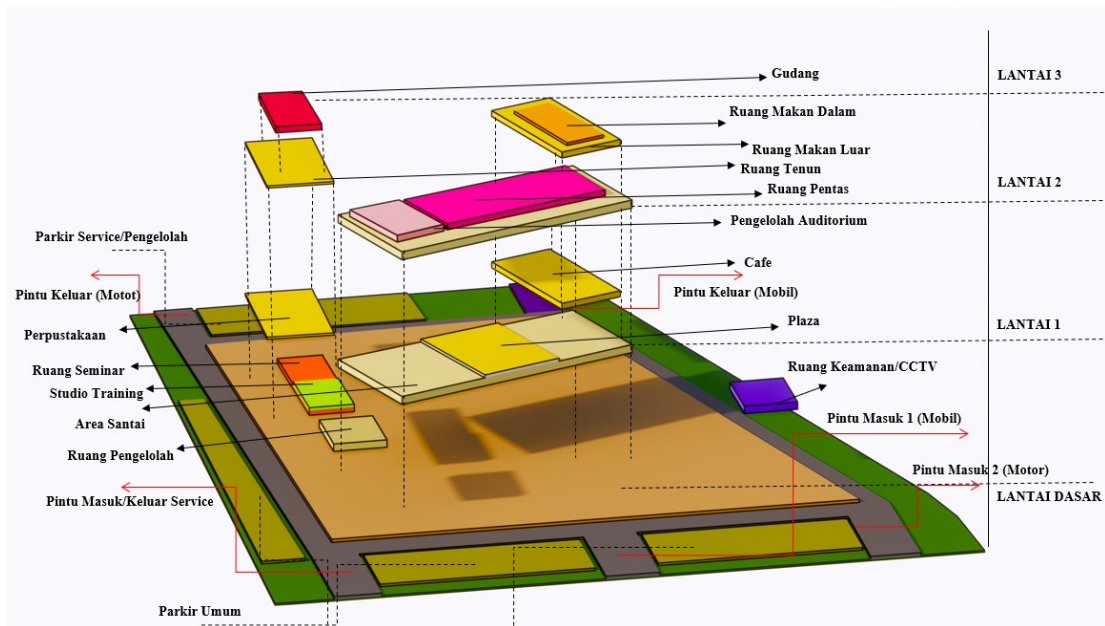 Gudang
LANTAI 3
Ruang Makan Dalam
Ruang Makan Luar
Ruang Tenun
LANTAI 2
Ruang Pentas
Pengelolah Auditorium
Parkir Service/Pengelolah
Cafe
Pintu Keluar (Motot)
Pintu Keluar (Mobil)
Perpustakaan
Plaza
LANTAI 1
Ruang Seminar
Ruang Keamanan/CCTV
Studio Training
Area Santai
Pintu Masuk 1 (Mobil)
Ruang Pengelolah
Pintu Masuk 2 (Motor)
Pintu Masuk/Keluar Service
LANTAI DASAR
Parkir Umum